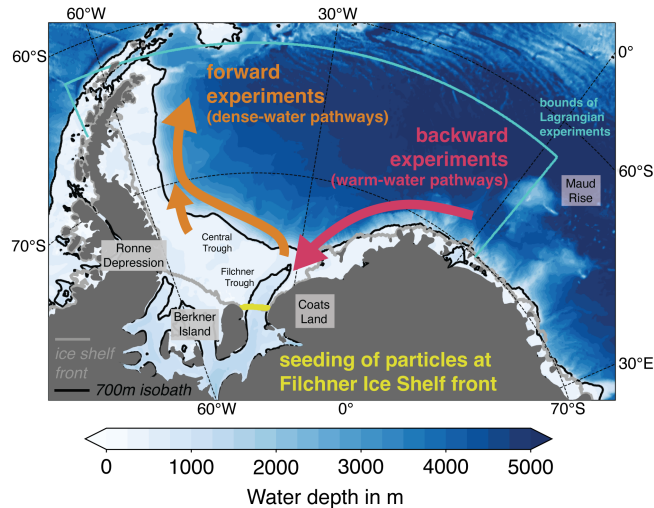 60°W
30°W
60°S
0°
forward
experiments
(dense-water pathways)
bounds of
Lagrangian
experiments
backward
experiments
(warm-water pathways)
60°S
Maud
Rise
70°S
Central
Trough
Ronne
Depression
Filchner
Trough
Berkner
Island
Coats
Land
ice shelf
front
700m isobath
seeding of particles at
Filchner Ice Shelf front
30°E
60°W
0°
70°S
0 1000 2000 3000 4000 5000
Water depth in m